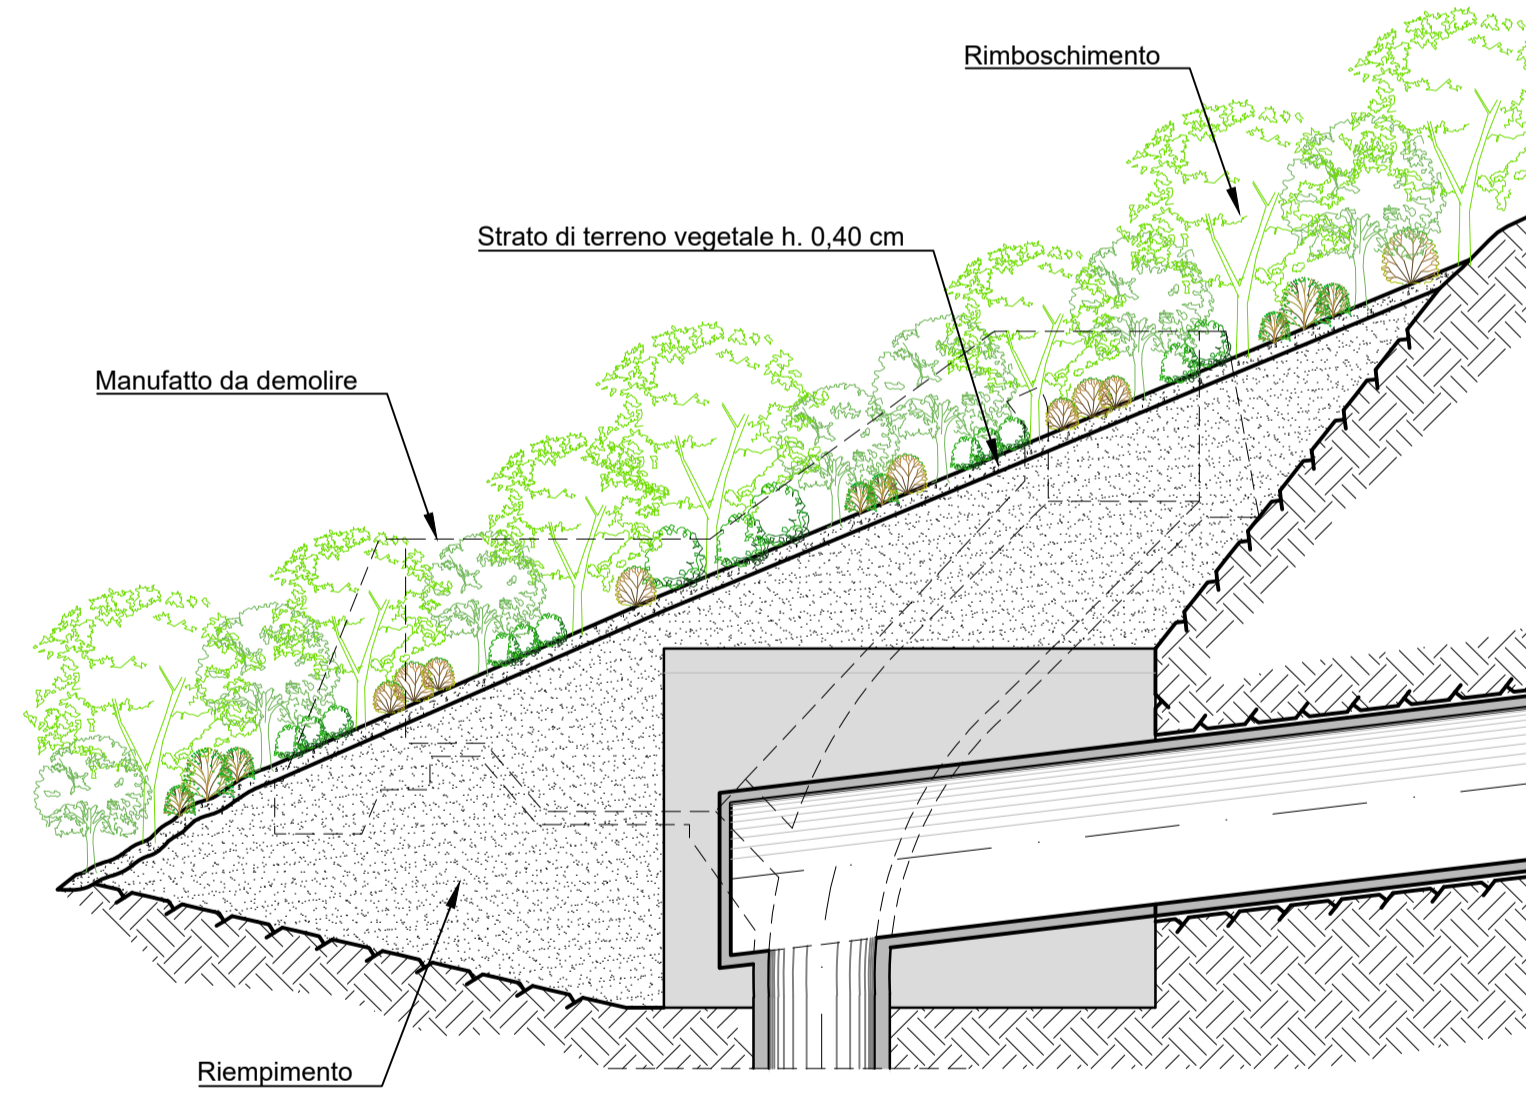 Rimboschimento
Strato di terreno vegetale h. 0,40 cm
Manufatto da demolire
Riempimento